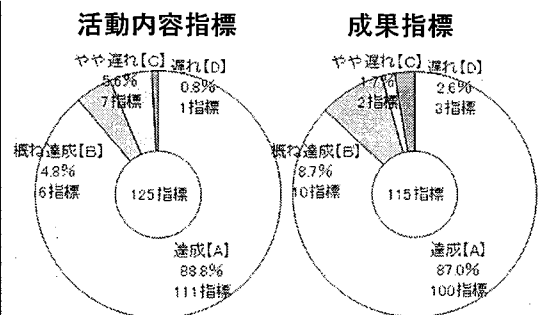 活動内容指標
やや遅れ【C】
5.6%
7指標
遅れ【D】
0.8%
1指標
概ね達成【B】
4.8%
6指標
125指標
達成【A】
88.8%
111指標
成果指標
やや遅れ【C】
1.7%
2指標
遅れ【D】
2.6%
3指標
概ね達成【B】
8.7%
10指標
115指標
達成【A】
87.0%
100指標